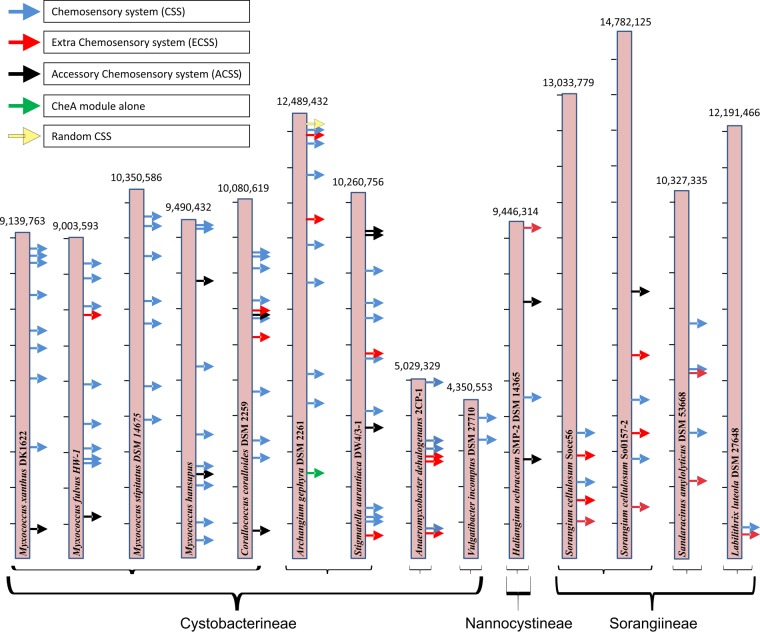 Chemosensory system (CSS)
Extra Chemosensory system (ECSS)
Accessory Chemosensory system (ACSS)
CheA module alone
Random CSS
9,139,763
9,003,593
10,350,586
9,490,432
10,080,619
12,489,432
10,260,756
5,029,329
4,350,553
9,446,314
13,033,779
14,782,125
10,327,335
12,191,466
Myxococcus xanthus DK1622
Myxococcus fulvus HW-1
Myxococcus stipitatus DSM 14675
Myxococcus hansupus
Corallococcus coralloides DSM 2259
Archangium gephyra DSM 2261
Stigmatella aurantiaca DW4/3-1
Anaeromyxobacter dehalogenans 2CP-1
Vulgatibacter incomptus DSM 27710
Haliangium ochraceum SMP-2 DSM 14365
Sorangium cellulosum Soce56
Sorangium cellulosum So0157-2
Sandaracinus amylolyticus DSM 53668
Labilithrix luteola DSM 27648
Cystobacterineae
Nannocystineae
Sorangiineae